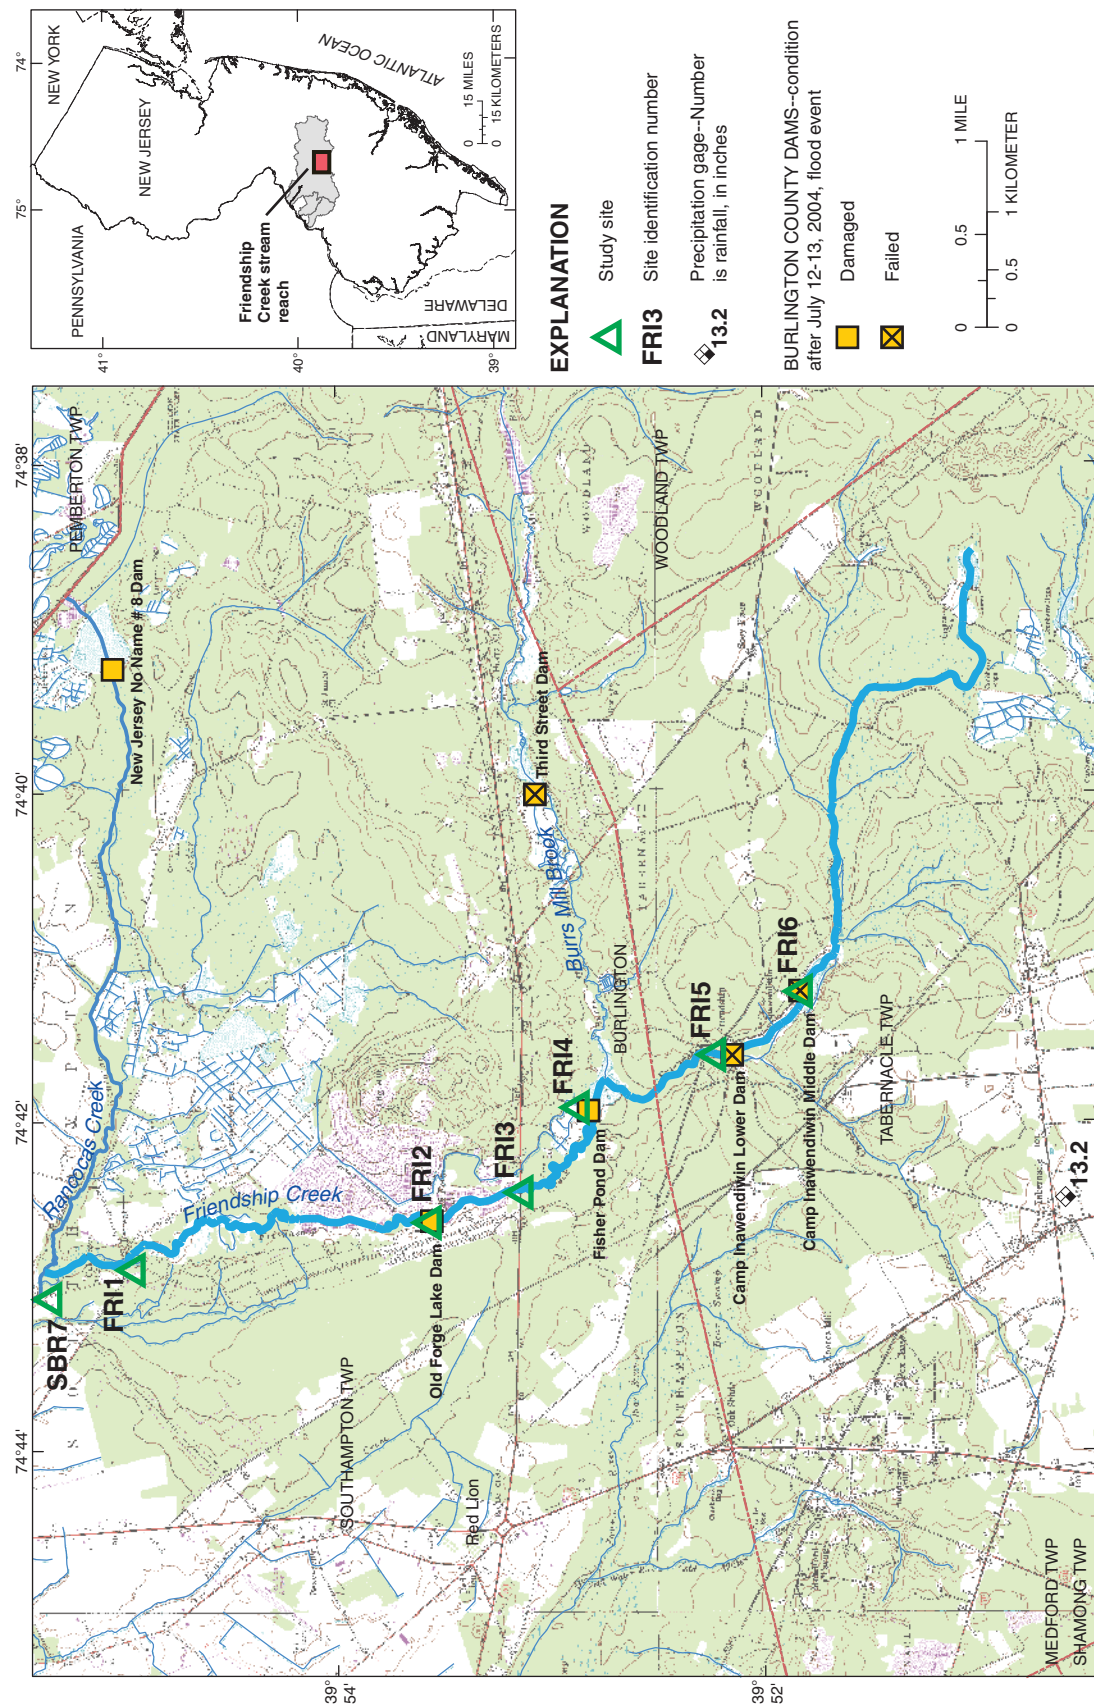 74°44'
74°42'
74°40'
74°38'
39°
54'
39°
52'
SBR7
Rancocas Creek
FRI1
Friendship Creek
New Jersey No Name # 8 Dam
PEMBERTON TWP
SOUTHAMPTON TWP
Old Forge Lake Dam
FRI2
Red Lion
FRI3
Third Street Dam
Burrs Mill Brook
FRI4
Fisher Pond Dam
BURLINGTON
WOODLAND TWP
FRI5
Camp Inawendiwin Lower Dam
FRI6
Camp Inawendiwin Middle Dam
TABERNACLE TWP
WOODLAND
SOUTHAMPTON
13.2
MEDFORD TWP
SHAMONG TWP
75°
74°
41°
40°
39°
PENNSYLVANIA
NEW YORK
NEW JERSEY
Friendship
Creek stream
reach
ATLANTIC OCEAN
MARYLAND
DELAWARE
0 15 MILES
0 15 KILOMETERS
EXPLANATION
Study site
FRI3 Site identification number
13.2 Precipitation gage--Number
is rainfall, in inches
BURLINGTON COUNTY DAMS--condition
after July 12-13, 2004, flood event
Damaged
Failed
0 0.5 1 MILE
0 0.5 1 KILOMETER